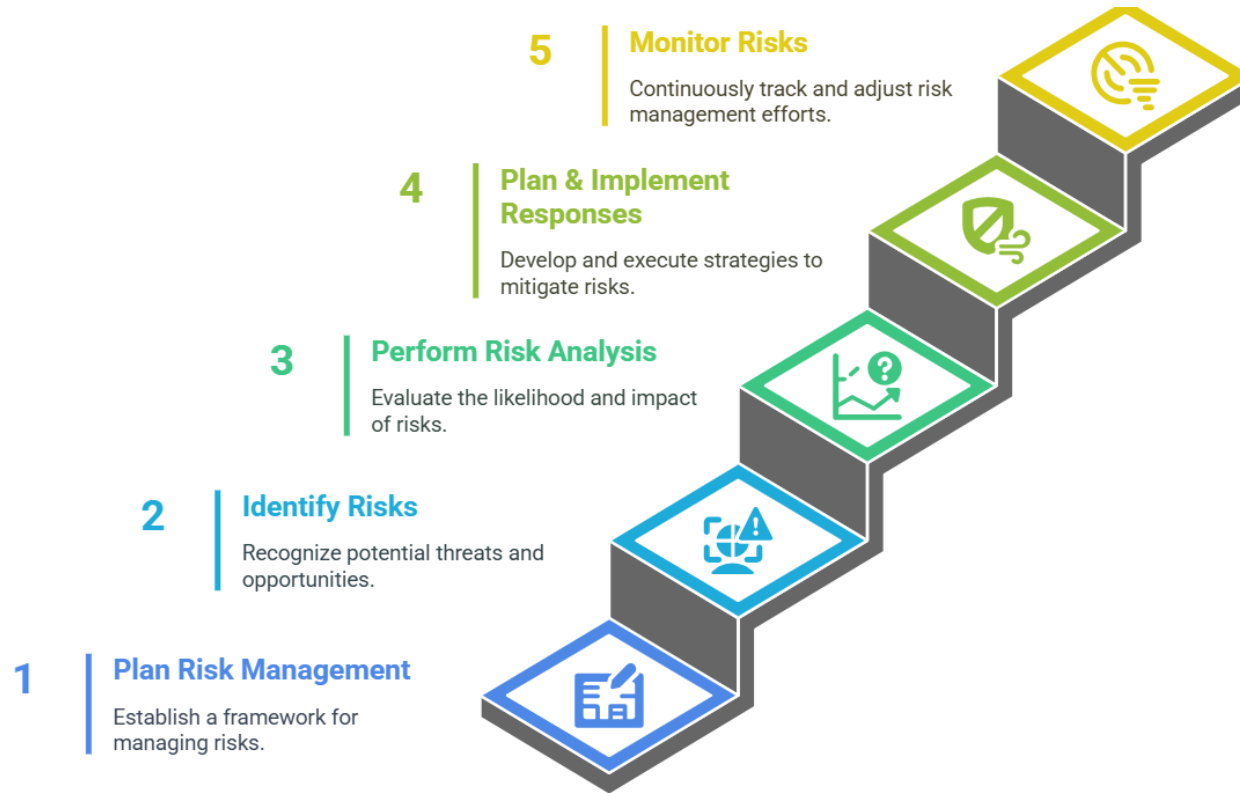 5
Monitor Risks
Continuously track and adjust risk
management efforts.
4
Plan & Implement
Responses
Develop and execute strategies to
mitigate risks.
3
Perform Risk Analysis
Evaluate the likelihood and impact
of risks.
2
Identify Risks
Recognize potential threats and
opportunities.
1
Plan Risk Management
Establish a framework for
managing risks.